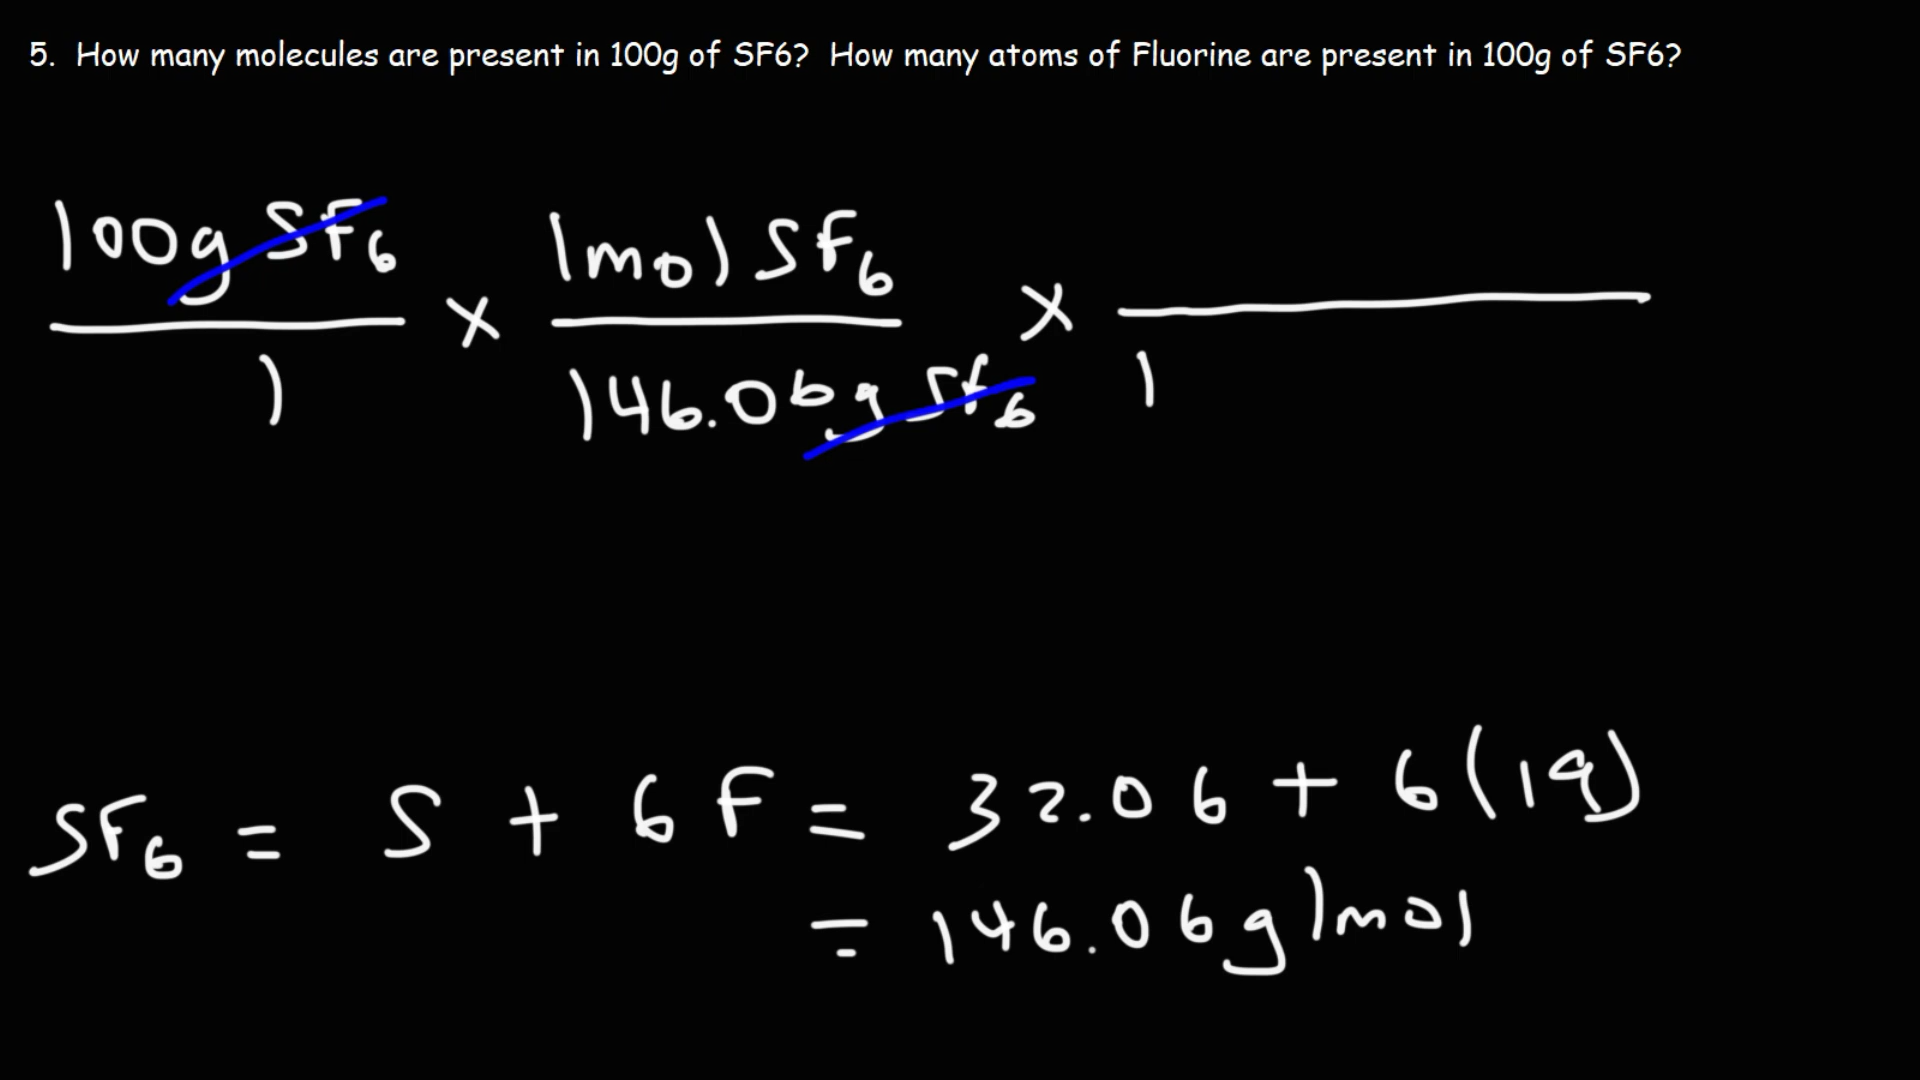 5. How many molecules are present in 100g of SF6? How many atoms of Fluorine are present in 100g of SF6?
100g SF₆ / 1 × 1 mol SF₆ / 146.06g SF₆ × / 1
SF₆ = S + 6F = 32.06 + 6(19)
= 146.06g/mol